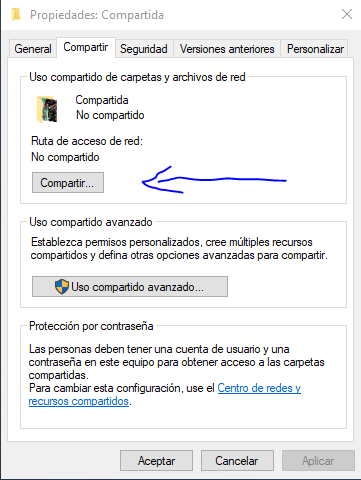 Propiedades: Compartida
General
Compartir
Seguridad
Versiones anteriores
Personalizar
Uso compartido de carpetas y archivos de red
Compartida
No compartido
Ruta de acceso de red:
No compartido
Compartir...
Uso compartido avanzado
Establezca permisos personalizados, cree múltiples recursos
compartidos y defina otras opciones avanzadas para compartir.
Uso compartido avanzado...
Protección por contraseña
Las personas deben tener una cuenta de usuario y una
contraseña en este equipo para obtener acceso a las carpetas
compartidas.
Para cambiar esta configuración, use el Centro de redes y
recursos compartidos.
Aceptar
Cancelar
Aplicar